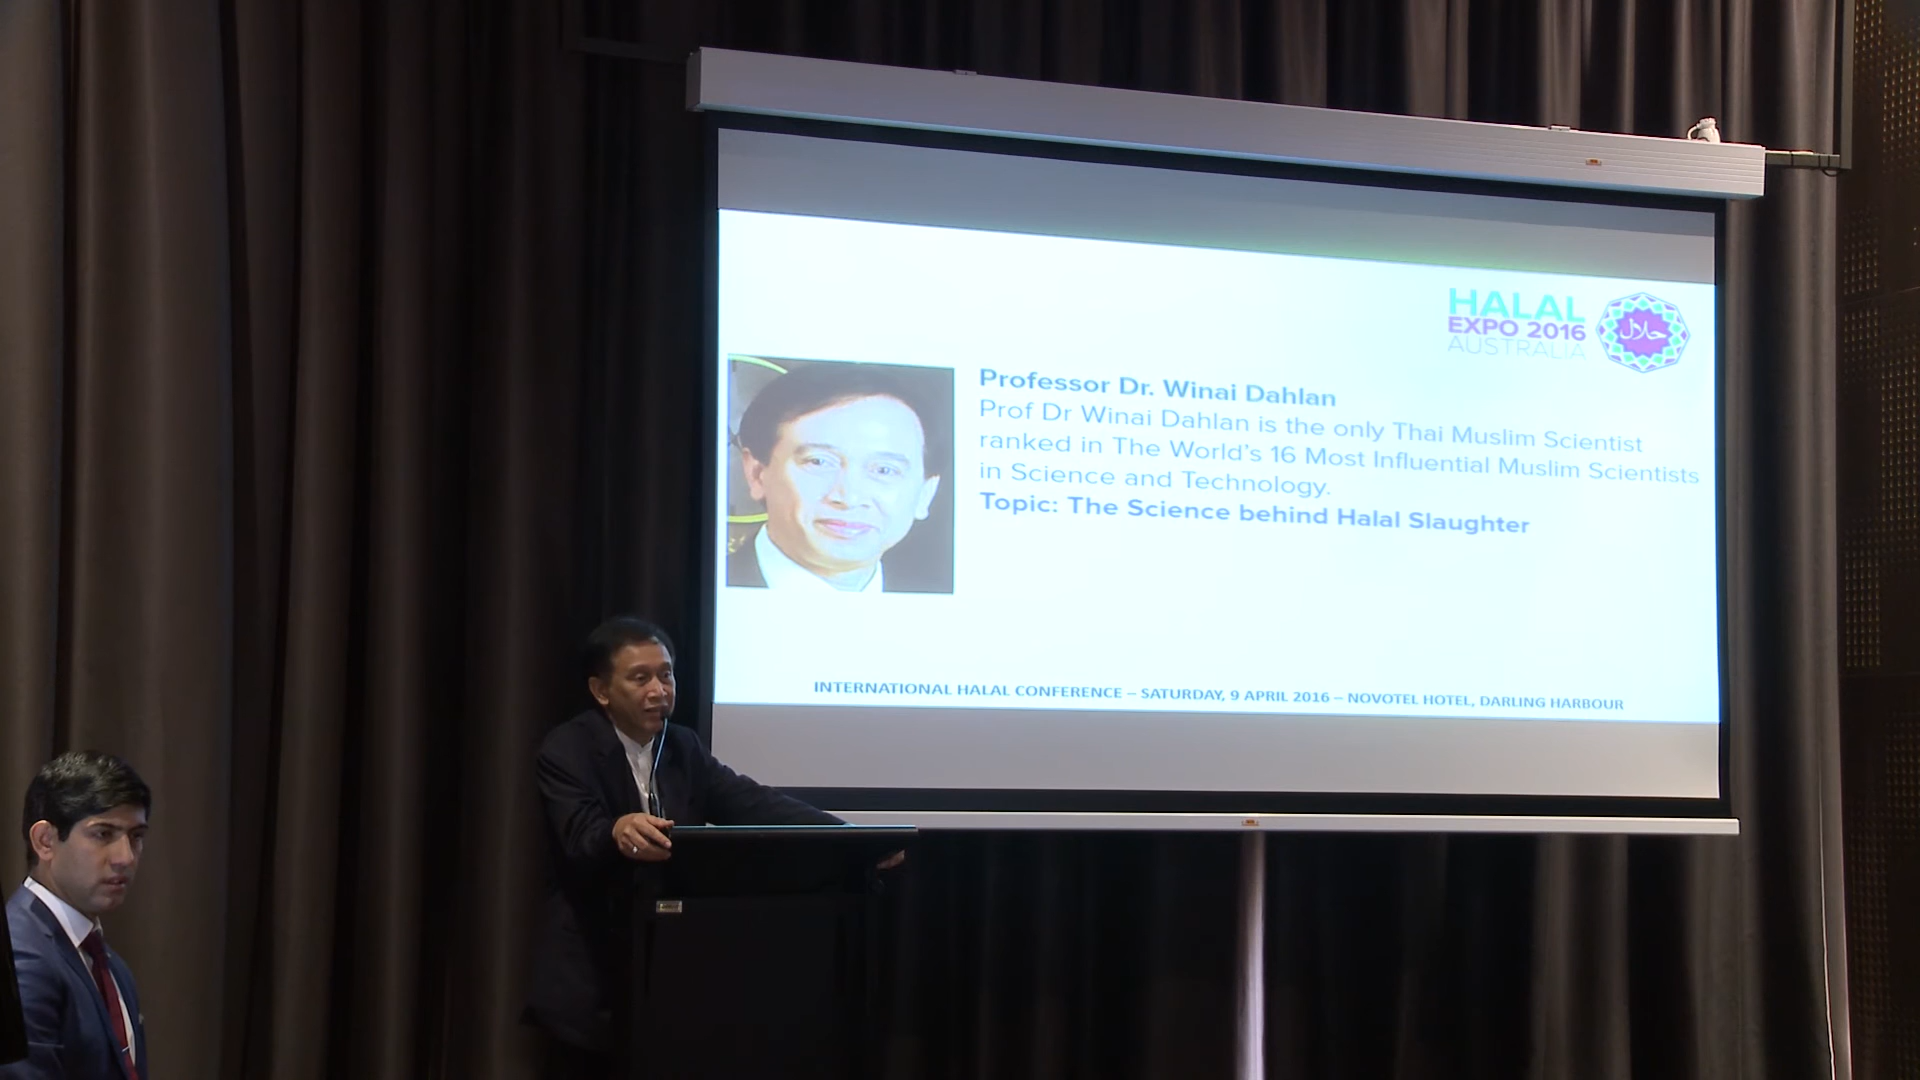 HALAL
EXPO 2016
AUSTRALIA
حلال
Professor Dr. Winai Dahlan
Prof Dr Winai Dahlan is the only Thai Muslim Scientist
ranked in The World's 16 Most Influential Muslim Scientists
in Science and Technology.
Topic: The Science behind Halal Slaughter
INTERNATIONAL HALAL CONFERENCE – SATURDAY, 9 APRIL 2016 – NOVOTEL HOTEL, DARLING HARBOUR